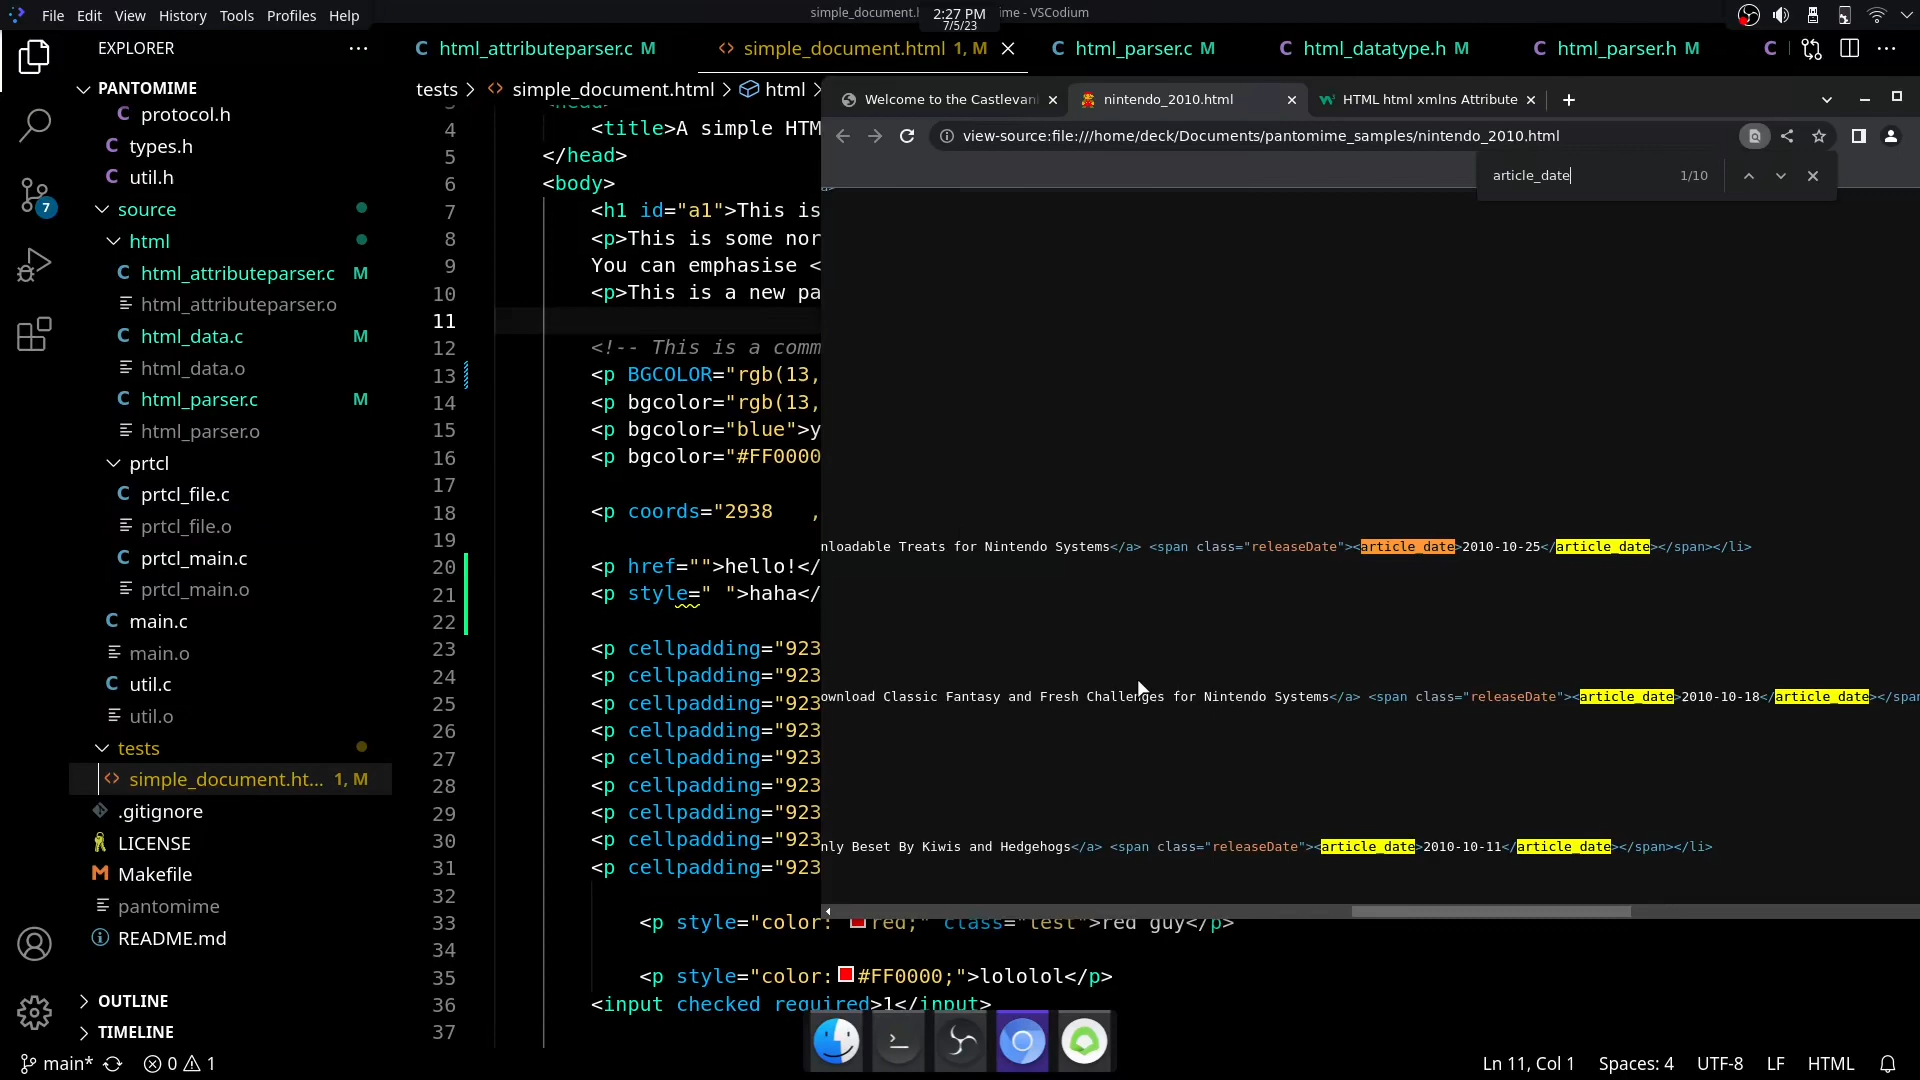 File Edit View History Tools Profiles Help
simple_document.h
ime - VSCodium
2:27 PM
7/5/23
EXPLORER
PANTOMIME
protocol.h
types.h
util.h
7
source
html
html_attributeparser.c M
html_attributeparser.o
html_data.c M
html_data.o
html_parser.c M
html_parser.o
prtcl
prtcl_file.c
prtcl_file.o
prtcl_main.c
prtcl_main.o
main.c
main.o
util.c
util.o
tests
simple_document.ht... 1, M
.gitignore
LICENSE
Makefile
pantomime
README.md
OUTLINE
TIMELINE
html_attributeparser.c M
simple_document.html 1, M
html_parser.c M
html_datatype.h M
html_parser.h M
tests > simple_document.html > html >
4 <title>A simple HTM
5 </head>
6 <body>
7 <h1 id="a1">This is
8 <p>This is some nor
9 You can emphasise <
10 <p>This is a new pa
11
12 <!-- This is a comm
13 <p BGCOLOR="rgb(13,
14 <p bgcolor="rgb(13,
15 <p bgcolor="blue">y
16 <p bgcolor="#FF0000
17
18 <p coords="2938 ,
19
20 <p href="">hello!</
21 <p style=" ">haha</
22
23 <p cellpadding="923
24 <p cellpadding="923
25 <p cellpadding="923
26 <p cellpadding="923
27 <p cellpadding="923
28 <p cellpadding="923
29 <p cellpadding="923
30 <p cellpadding="923
31 <p cellpadding="923
32
33 <p style="color: red;" class="test">red guy</p>
34
35 <p style="color:#FF0000;">lololol</p>
36 <input checked required>1</input>
37
Welcome to the Castlevan
nintendo_2010.html
HTML html xmlns Attribute
view-source:file:///home/deck/Documents/pantomime_samples/nintendo_2010.html
article_date 1/10
nloadable Treats for Nintendo Systems</a> <span class="releaseDate"><article_date>2010-10-25</article_date></span></li>
ownload Classic Fantasy and Fresh Challenges for Nintendo Systems</a> <span class="releaseDate"><article_date>2010-10-18</article_date></span
nly Beset By Kiwis and Hedgehogs</a> <span class="releaseDate"><article_date>2010-10-11</article_date></span></li>
main* 0 1
Ln 11, Col 1 Spaces: 4 UTF-8 LF HTML